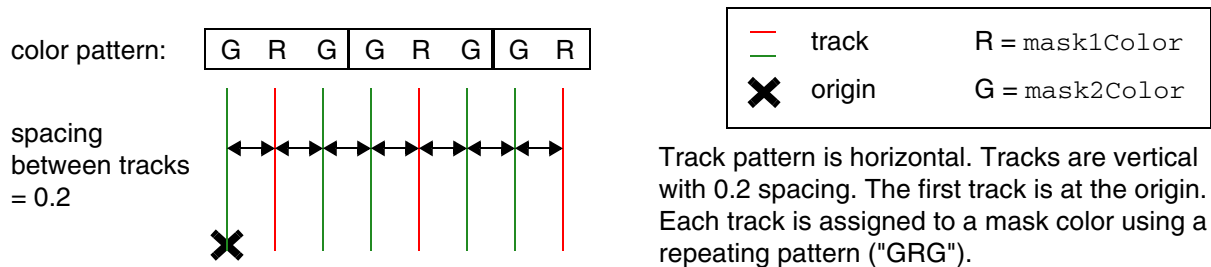 color pattern: G R G G R G G R
spacing
between tracks
= 0.2
track R = mask1Color
origin G = mask2Color
Track pattern is horizontal. Tracks are vertical
with 0.2 spacing. The first track is at the origin.
Each track is assigned to a mask color using a
repeating pattern ("GRG").